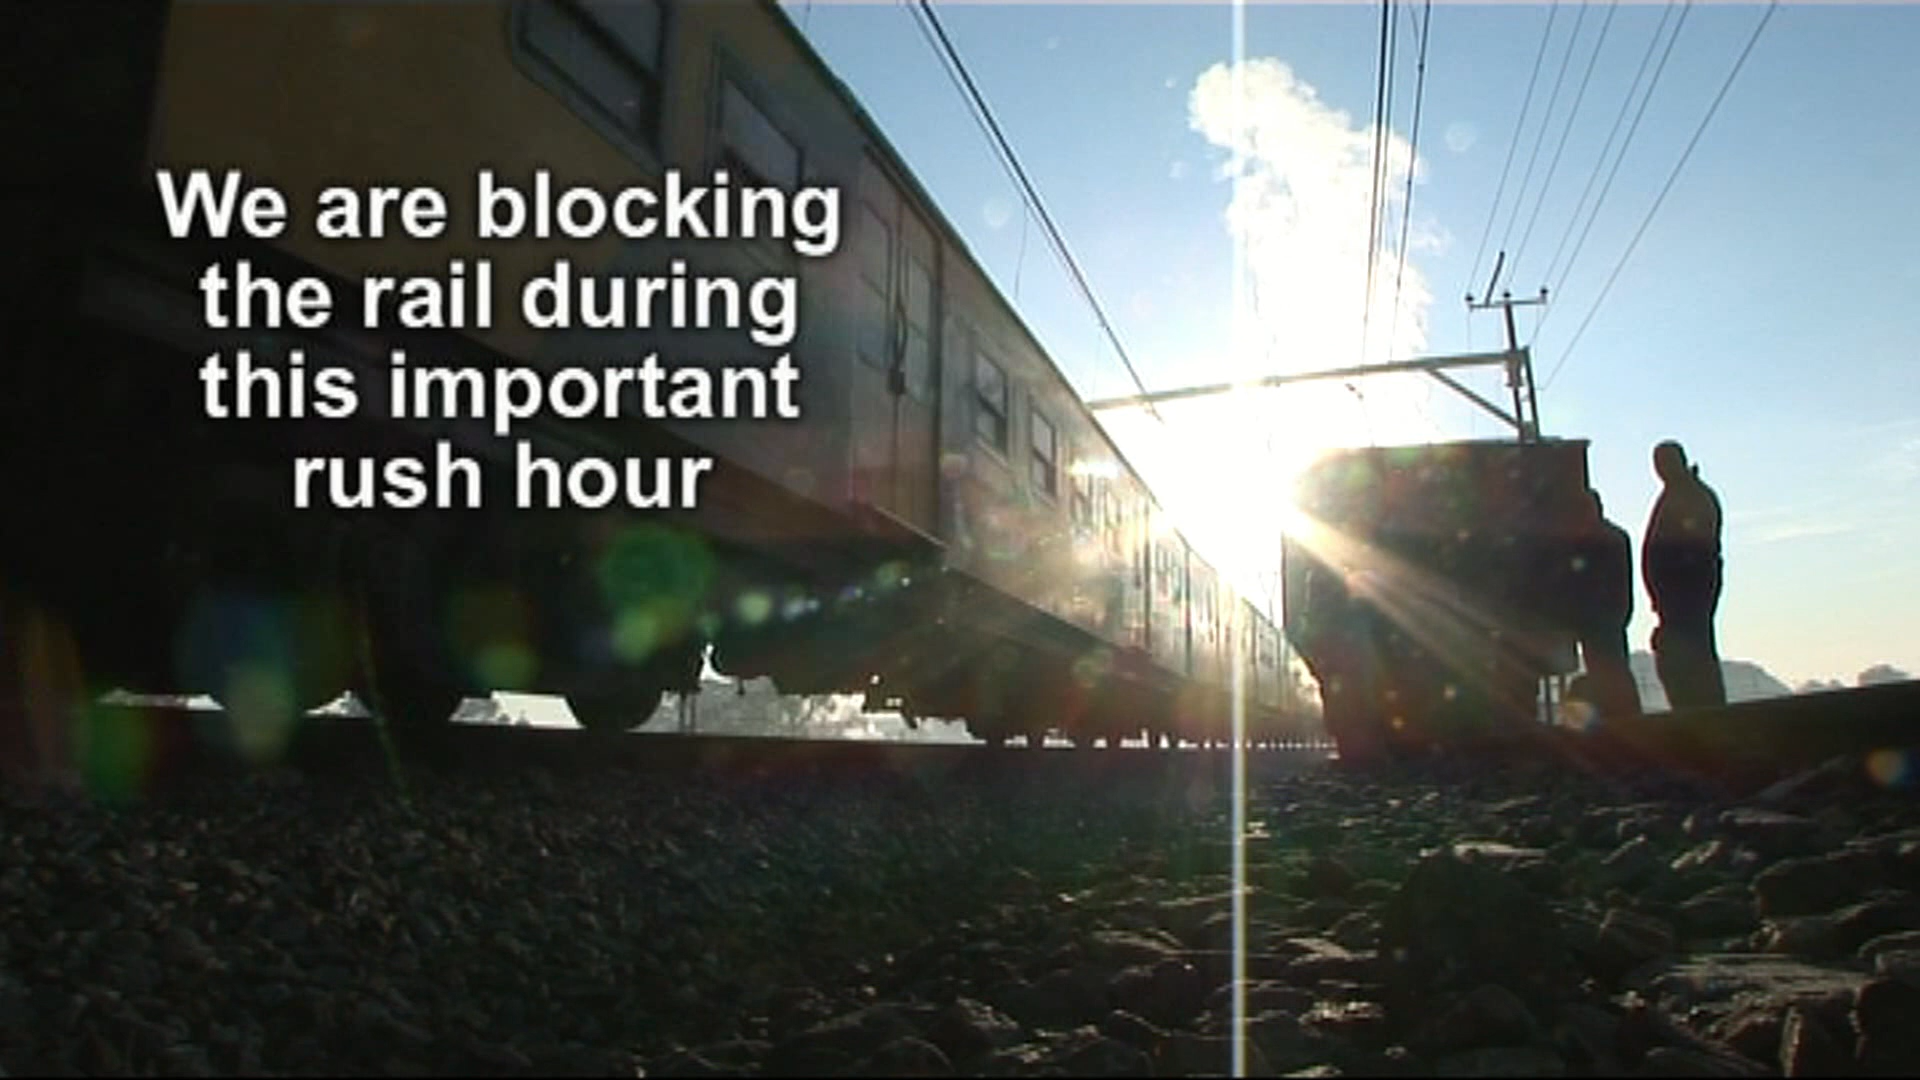 We are blocking
the rail during
this important
rush hour